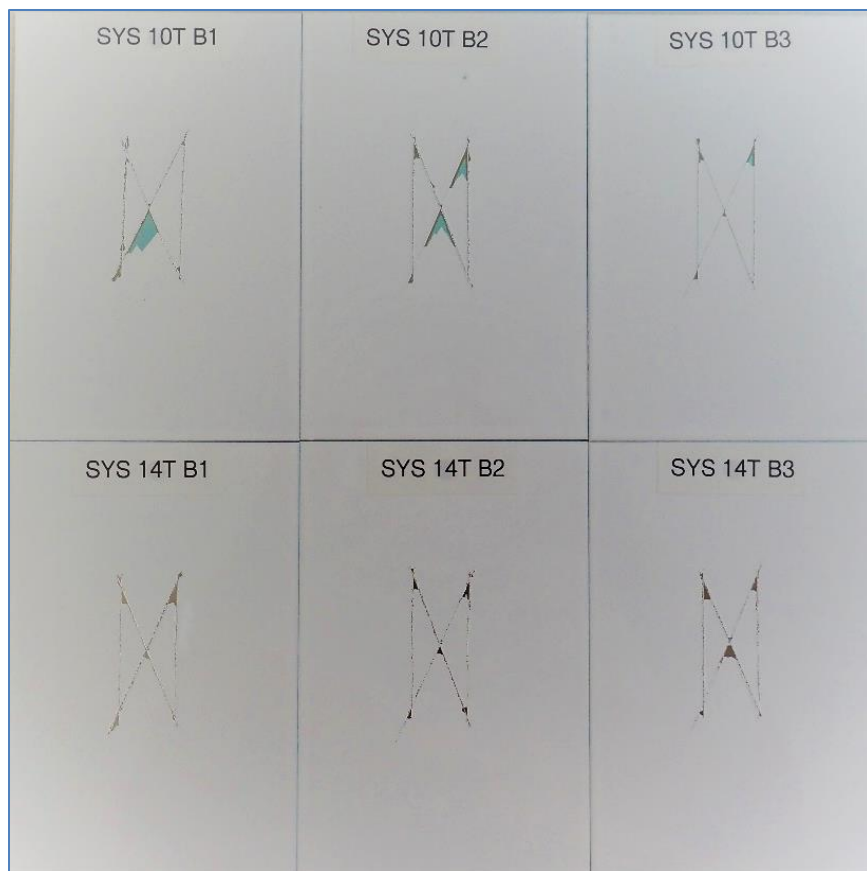 SYS 10T B1
SYS 10T B2
SYS 10T B3
SYS 14T B1
SYS 14T B2
SYS 14T B3